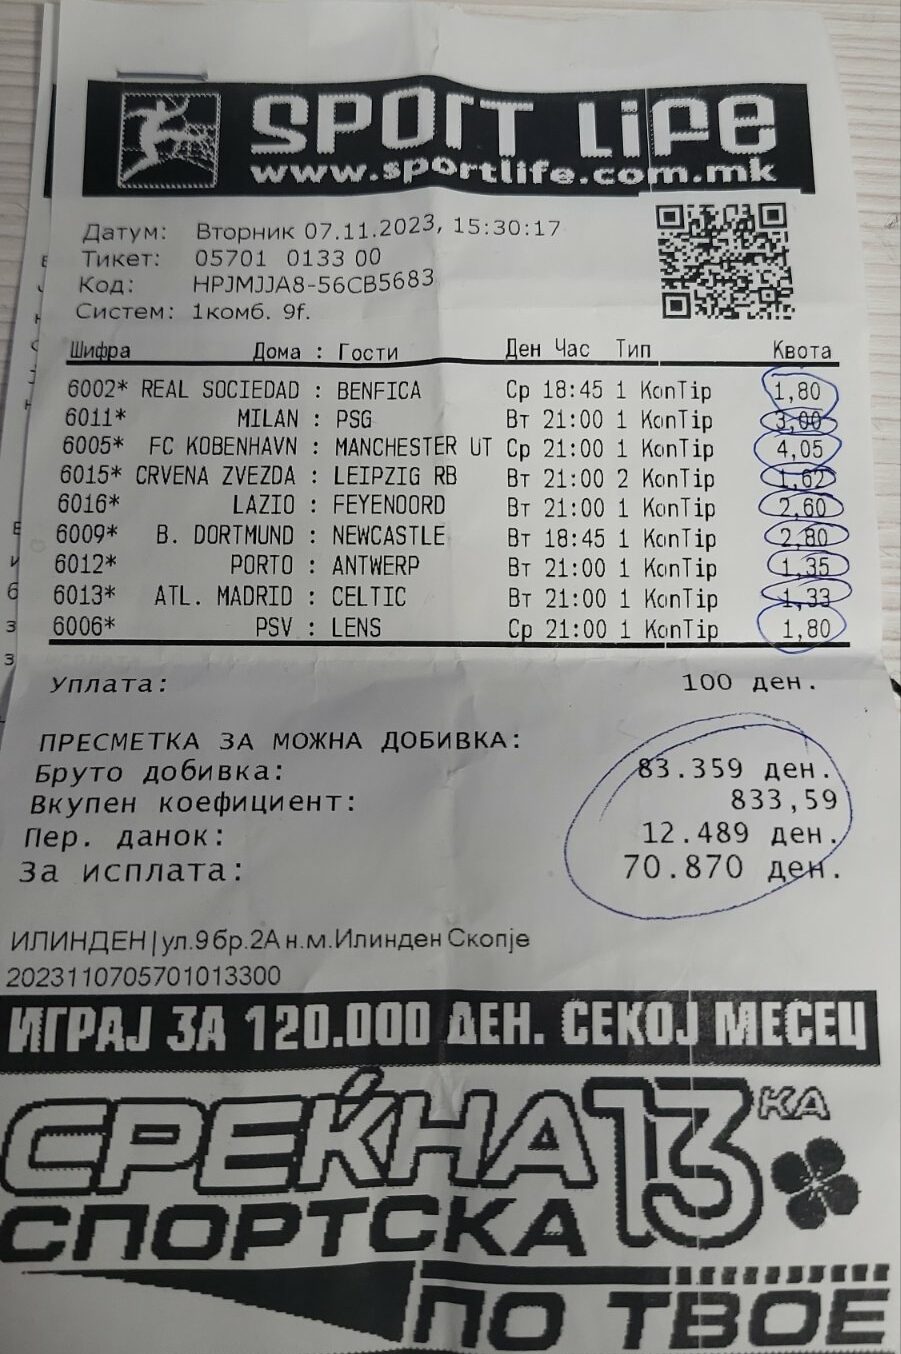 SPORT LIFE
www.sportlife.com.mk
Датум: Вторник 07.11.2023, 15:30:17
Тикет: 05701 0133 00
Код: HPJMJJA8-56CB5683
Систем: 1комб. 9f.
Шифра Дома : Гости Ден Час Тип Квота
6002* REAL SOCIEDAD : BENFICA Ср 18:45 1 KonTip 1,80
6011* MILAN : PSG Вт 21:00 1 KonTip 3,00
6005* FC KOBENHAVN : MANCHESTER UT Ср 21:00 1 KonTip 4,05
6015* CRVENA ZVEZDA : LEIPZIG RB Вт 21:00 2 KonTip 1,62
6016* LAZIO : FEYENOORD Вт 21:00 1 KonTip 2,60
6009* B. DORTMUND : NEWCASTLE Вт 18:45 1 KonTip 2,80
6012* PORTO : ANTWERP Вт 21:00 1 KonTip 1,35
6013* ATL. MADRID : CELTIC Вт 21:00 1 KonTip 1,33
6006* PSV : LENS Ср 21:00 1 KonTip 1,80
Уплата: 100 ден.
ПРЕСМЕТКА ЗА МОЖНА ДОБИВКА:
Бруто добивка: 83.359 ден.
Вкупен коефициент: 833,59
Пер. данок: 12.489 ден.
За исплата: 70.870 ден.
ИЛИНДЕН|ул.9бр.2А н.м.Илинден Скопје
2023110705701013300
ИГРАЈ ЗА 120.000 ДЕН. СЕКОЈ МЕСЕЦ
СРЕЌНА 13КА
СПОРТСКА
ПО ТВОЕ